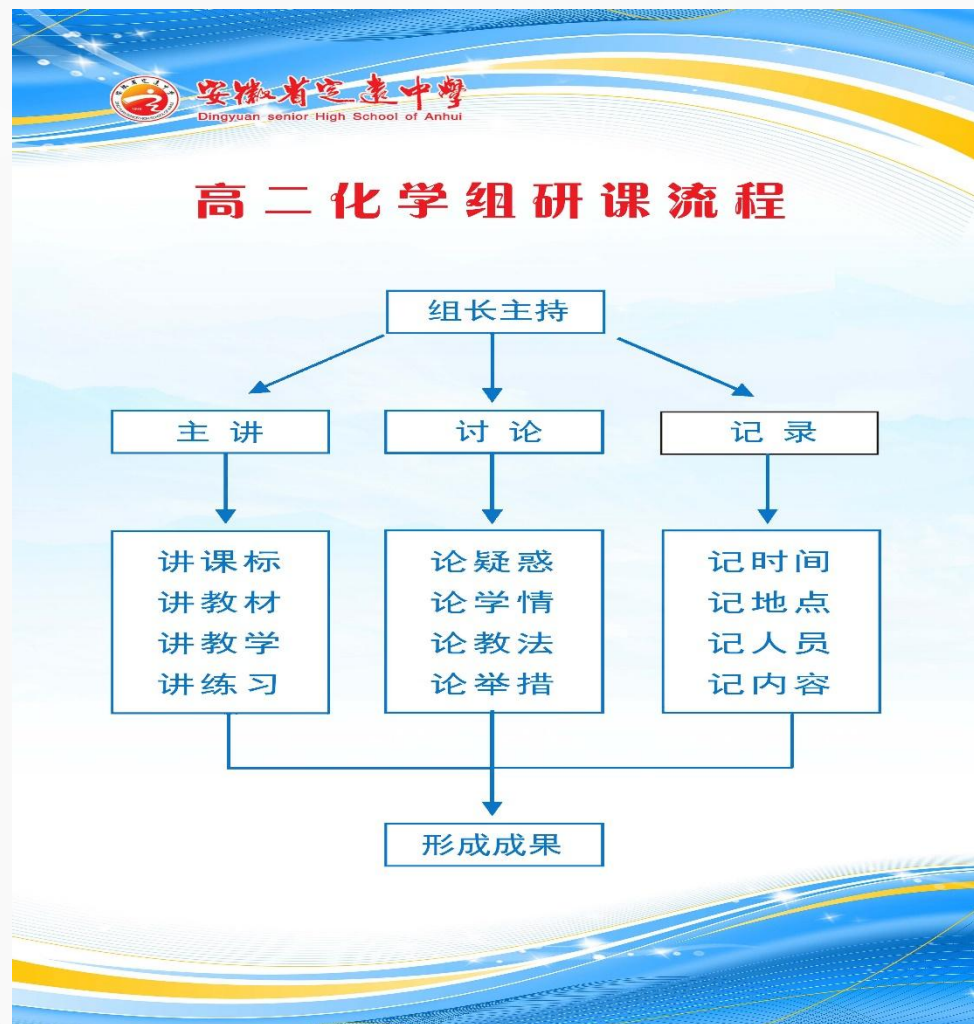 安徽省定遠中學
Dingyuan senior High School of Anhui
高二化学组研课流程
组长主持
主讲
讨论
记录
讲课标
讲教材
讲教学
讲练习
论疑惑
论学情
论教法
论举措
记时间
记地点
记人员
记内容
形成成果